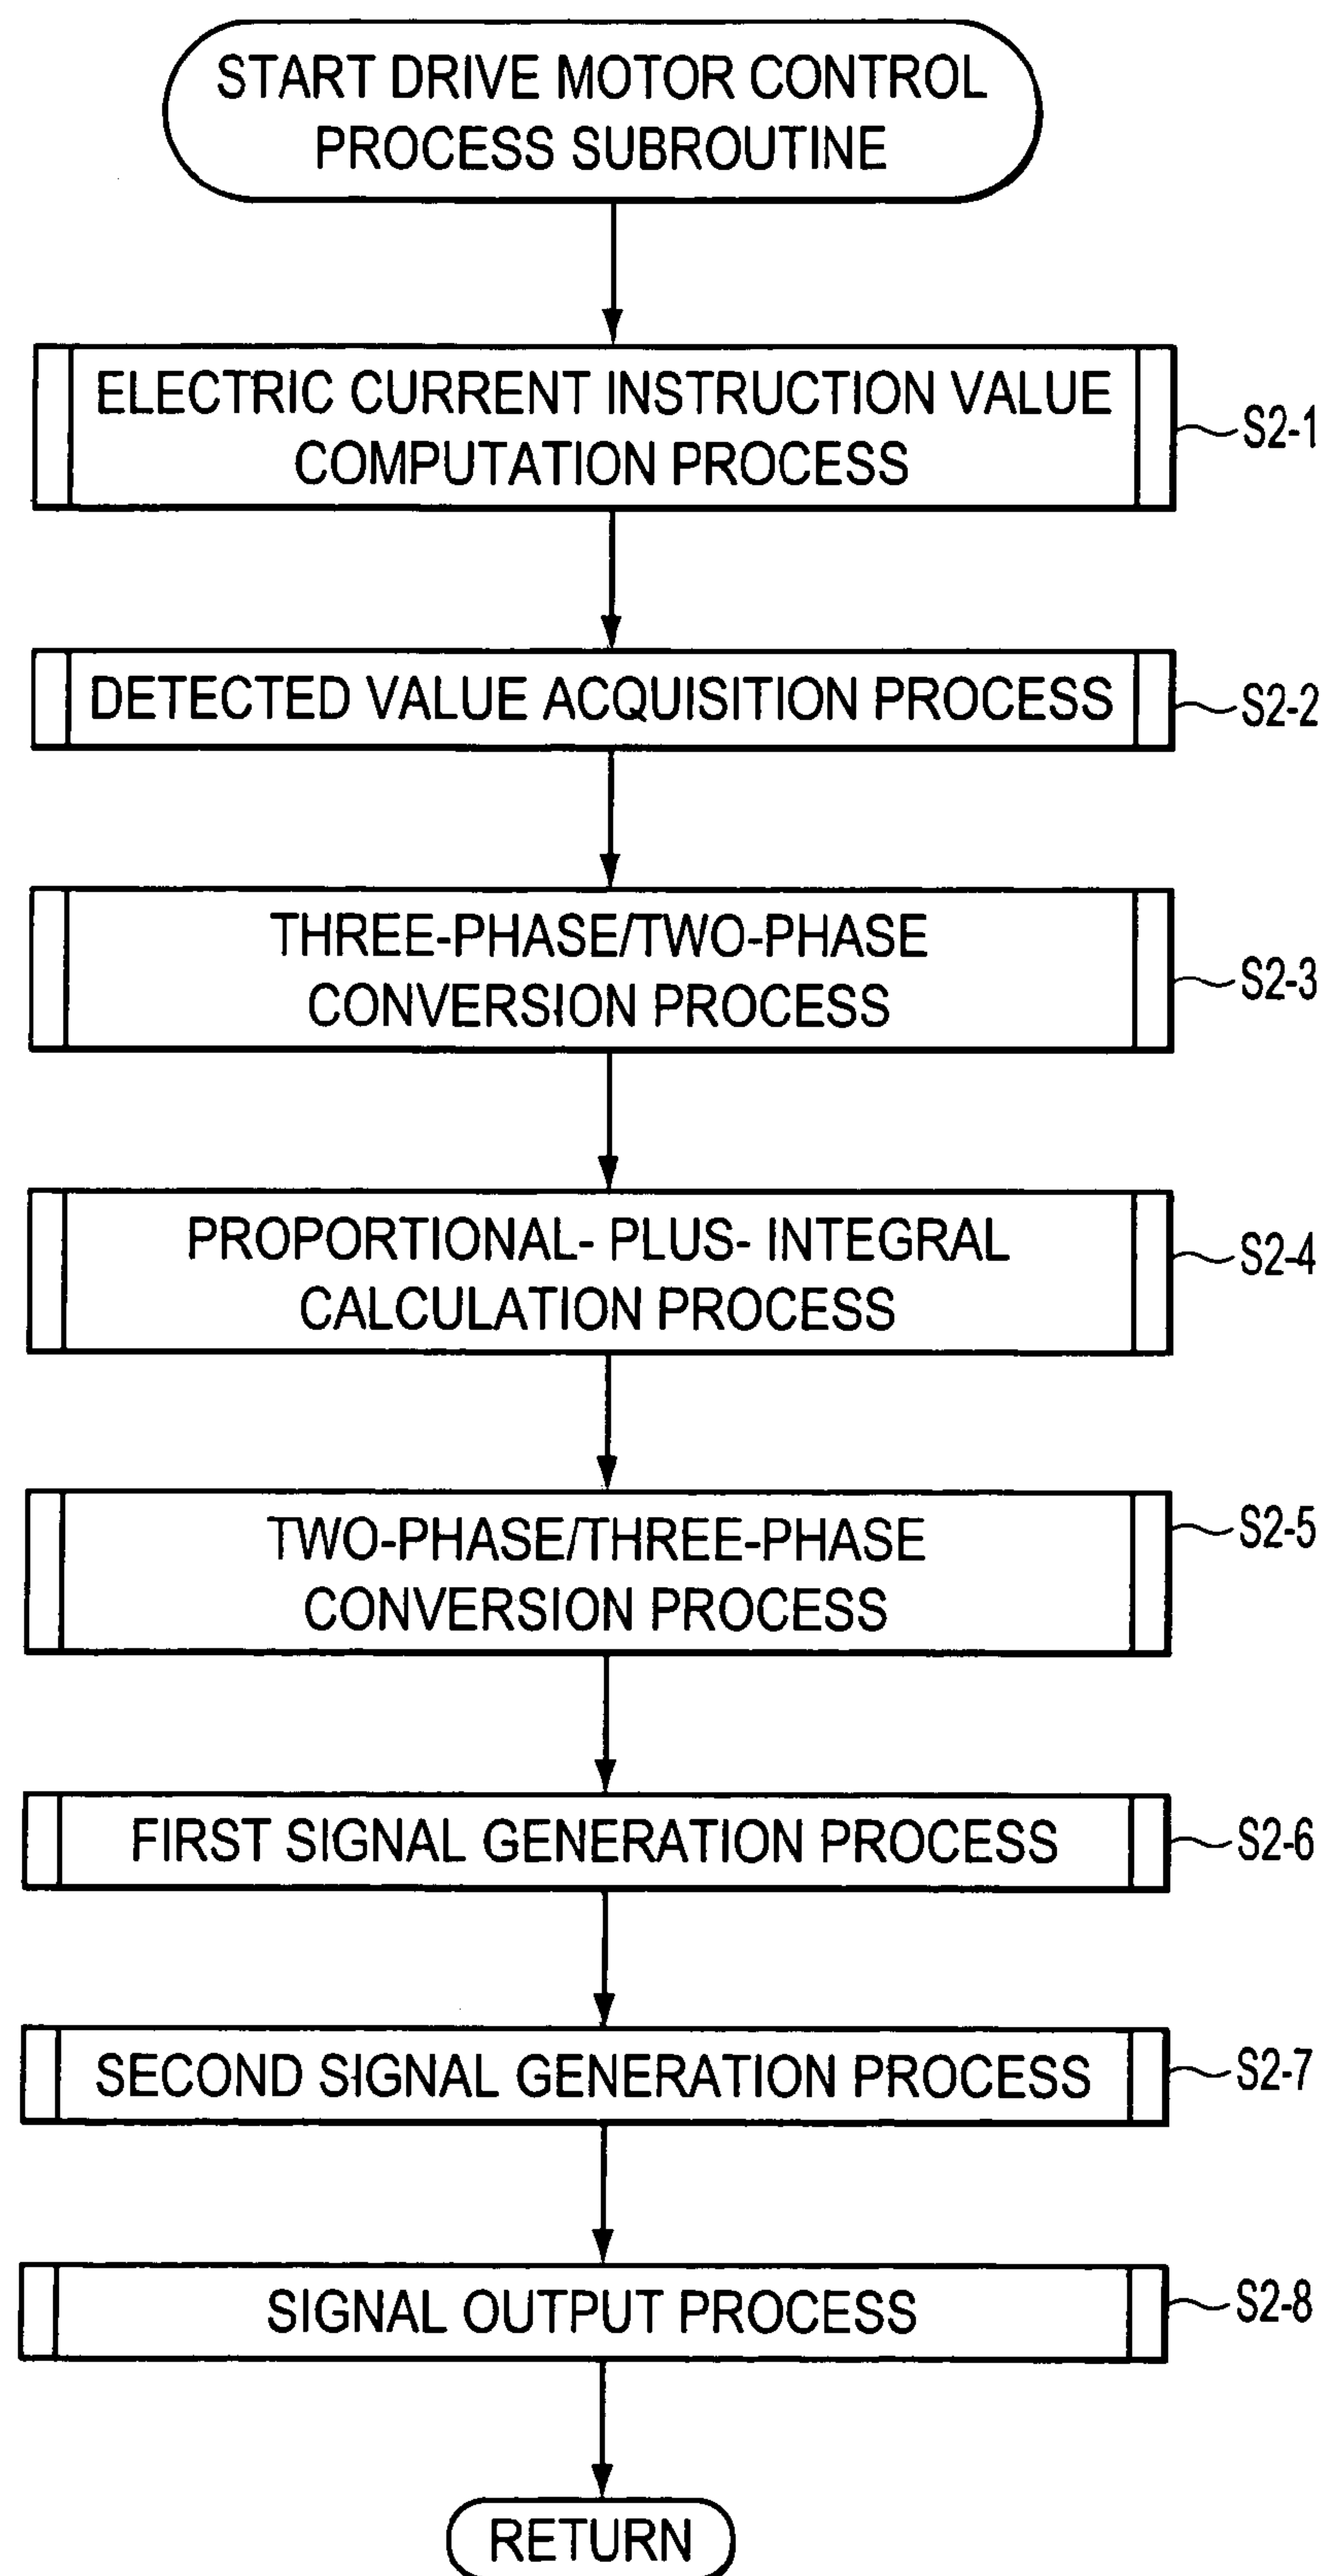 START DRIVE MOTOR CONTROL
PROCESS SUBROUTINE
ELECTRIC CURRENT INSTRUCTION VALUE
COMPUTATION PROCESS
S2-1
DETECTED VALUE ACQUISITION PROCESS
S2-2
THREE-PHASE/TWO-PHASE
CONVERSION PROCESS
S2-3
PROPORTIONAL- PLUS- INTEGRAL
CALCULATION PROCESS
S2-4
TWO-PHASE/THREE-PHASE
CONVERSION PROCESS
S2-5
FIRST SIGNAL GENERATION PROCESS
S2-6
SECOND SIGNAL GENERATION PROCESS
S2-7
SIGNAL OUTPUT PROCESS
S2-8
RETURN